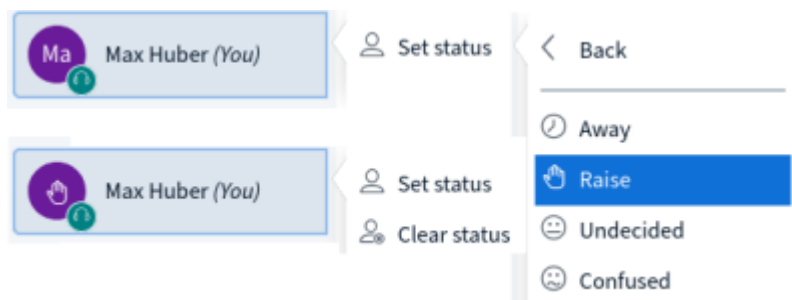 Ma Max Huber (You)
Set status
Back
Away
Raise
Undecided
Confused
Max Huber (You)
Set status
Clear status